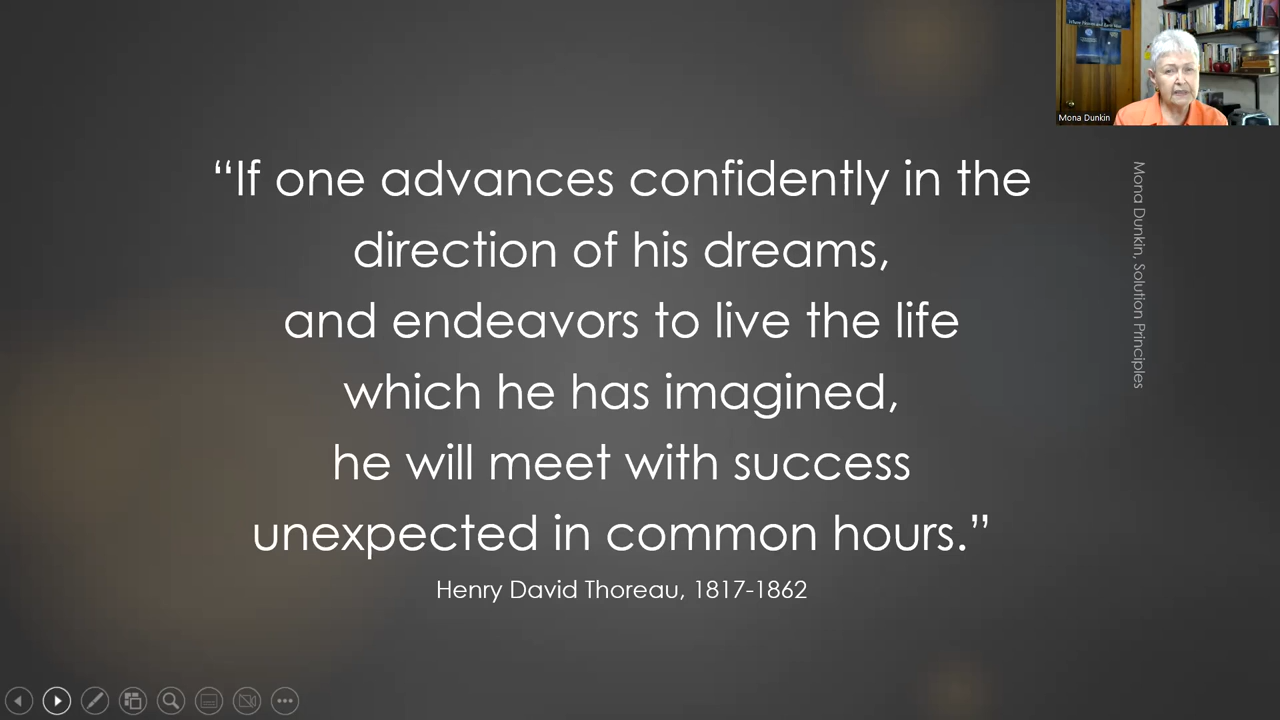 “If one advances confidently in the
direction of his dreams,
and endeavors to live the life
which he has imagined,
he will meet with success
unexpected in common hours.”
Henry David Thoreau, 1817-1862
Mona Dunkin
Mona Dunkin, Solution Principles